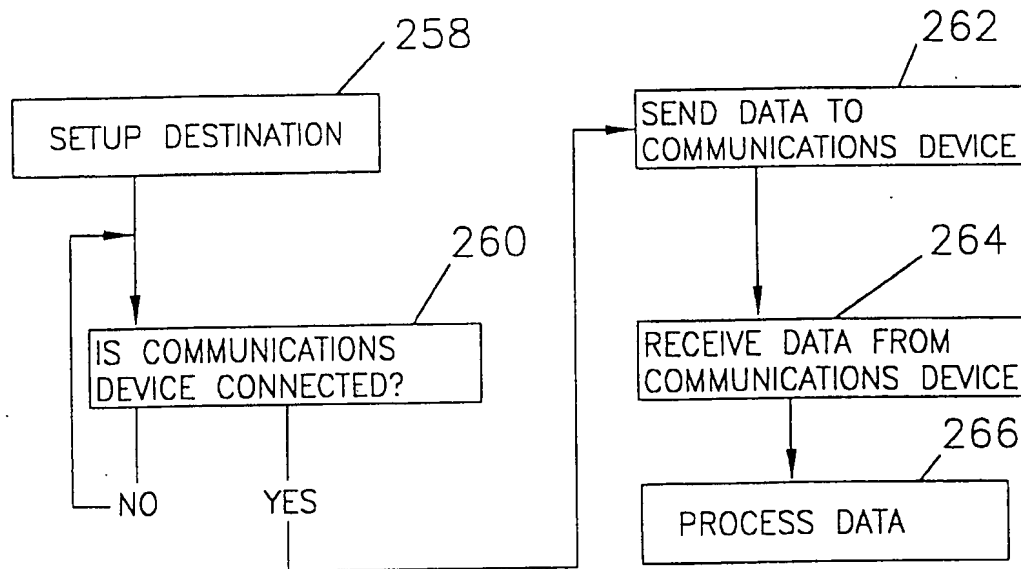 258
SETUP DESTINATION
260
IS COMMUNICATIONS
DEVICE CONNECTED?
NO
YES
262
SEND DATA TO
COMMUNICATIONS DEVICE
264
RECEIVE DATA FROM
COMMUNICATIONS DEVICE
266
PROCESS DATA